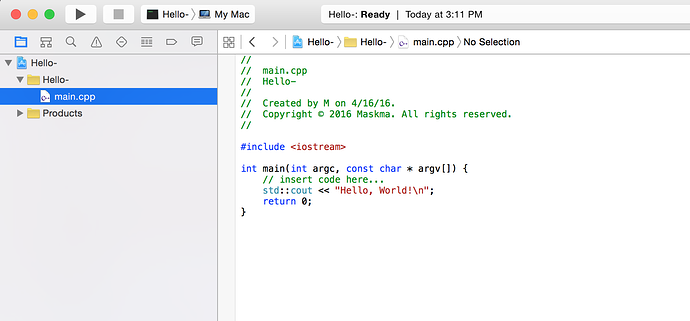 Hello- My Mac Hello-: Ready | Today at 3:11 PM
Hello- Hello- main.cpp No Selection
Hello-
Hello-
main.cpp
Products
//
//  main.cpp
//  Hello-
//
//  Created by M on 4/16/16.
//  Copyright © 2016 Maskma. All rights reserved.
//
#include <iostream>
int main(int argc, const char * argv[]) {
    // insert code here...
    std::cout << "Hello, World!\n";
    return 0;
}